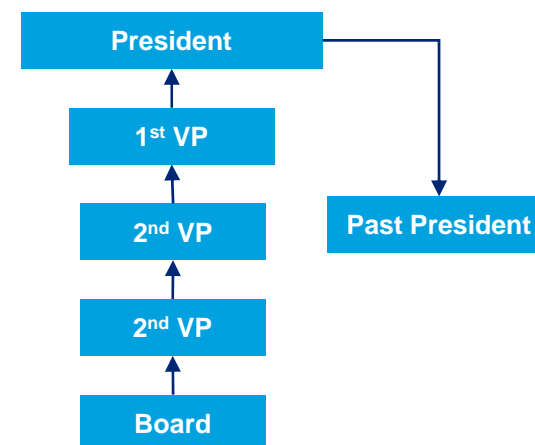 President
1st VP
2nd VP
Past President
2nd VP
Board